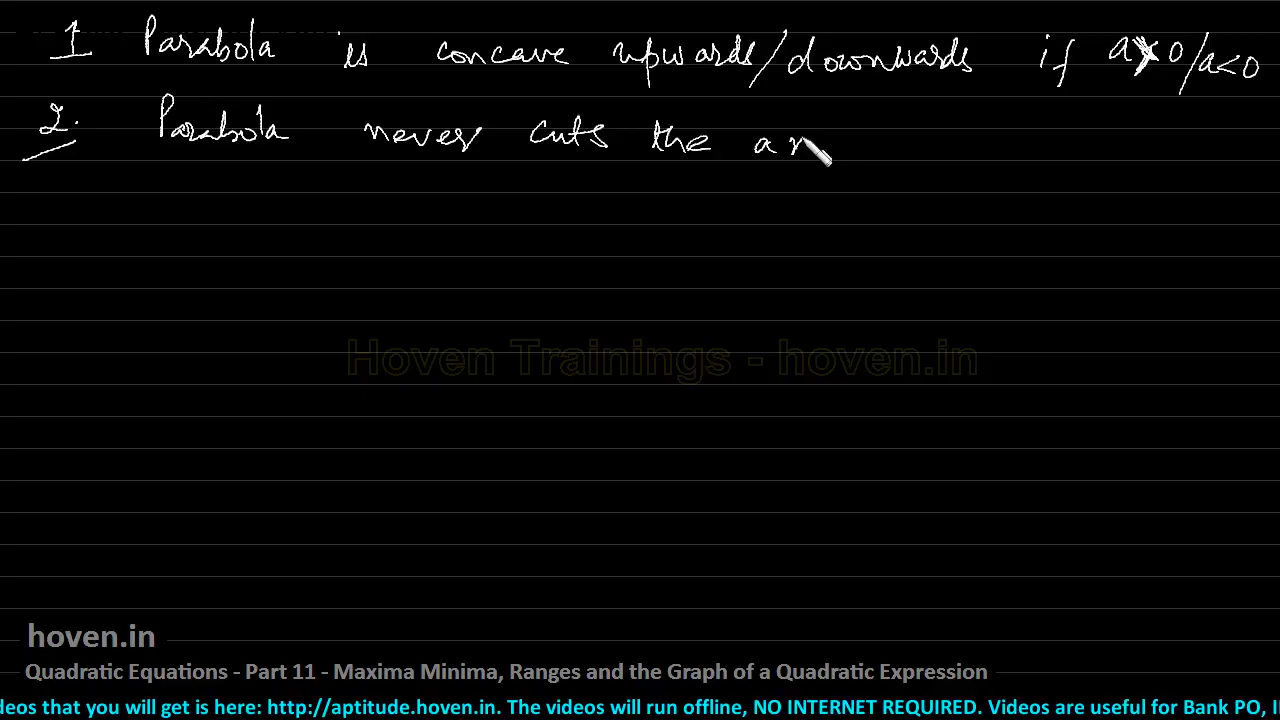 1 Parabola is concave upwards/downwards if a>0/a<0
2. Parabola never cuts the a
Hoven Trainings - hoven.in
hoven.in
Quadratic Equations - Part 11 - Maxima Minima, Ranges and the Graph of a Quadratic Expression
deos that you will get is here: http://aptitude.hoven.in. The videos will run offline, NO INTERNET REQUIRED. Videos are useful for Bank PO, I